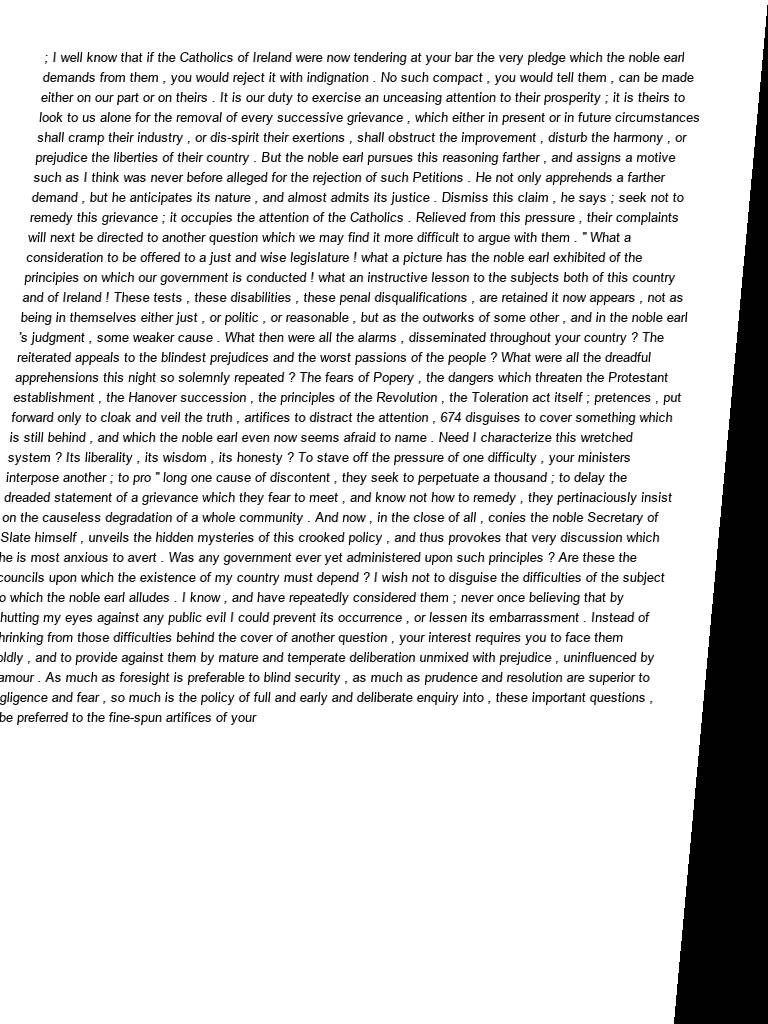 ; I well know that if the Catholics of Ireland were now tendering at your bar the very pledge which the noble earl
demands from them , you would reject it with indignation . No such compact , you would tell them , can be made
either on our part or on theirs . It is our duty to exercise an unceasing attention to their prosperity ; it is theirs to
look to us alone for the removal of every successive grievance , which either in present or in future circumstances
shall cramp their industry , or dis-spirit their exertions , shall obstruct the improvement , disturb the harmony , or
prejudice the liberties of their country . But the noble earl pursues this reasoning farther , and assigns a motive
such as I think was never before alleged for the rejection of such Petitions . He not only apprehends a farther
demand , but he anticipates its nature , and almost admits its justice . Dismiss this claim , he says ; seek not to
remedy this grievance ; it occupies the attention of the Catholics . Relieved from this pressure , their complaints
will next be directed to another question which we may find it more difficult to argue with them . " What a
consideration to be offered to a just and wise legislature ! what a picture has the noble earl exhibited of the
principies on which our government is conducted ! what an instructive lesson to the subjects both of this country
and of Ireland ! These tests , these disabilities , these penal disqualifications , are retained it now appears , not as
being in themselves either just , or politic , or reasonable , but as the outworks of some other , and in the noble earl
's judgment , some weaker cause . What then were all the alarms , disseminated throughout your country ? The
reiterated appeals to the blindest prejudices and the worst passions of the people ? What were all the dreadful
apprehensions this night so solemnly repeated ? The fears of Popery , the dangers which threaten the Protestant
establishment , the Hanover succession , the principles of the Revolution , the Toleration act itself ; pretences , put
forward only to cloak and veil the truth , artifices to distract the attention , 674 disguises to cover something which
is still behind , and which the noble earl even now seems afraid to name . Need I characterize this wretched
system ? Its liberality , its wisdom , its honesty ? To stave off the pressure of one difficulty , your ministers
interpose another ; to pro " long one cause of discontent , they seek to perpetuate a thousand ; to delay the
dreaded statement of a grievance which they fear to meet , and know not how to remedy , they pertinaciously insist
on the causeless degradation of a whole community . And now , in the close of all , conies the noble Secretary of
Slate himself , unveils the hidden mysteries of this crooked policy , and thus provokes that very discussion which
he is most anxious to avert . Was any government ever yet administered upon such principles ? Are these the
councils upon which the existence of my country must depend ? I wish not to disguise the difficulties of the subject
o which the noble earl alludes . I know , and have repeatedly considered them ; never once believing that by
hutting my eyes against any public evil I could prevent its occurrence , or lessen its embarrassment . Instead of
hrinking from those difficulties behind the cover of another question , your interest requires you to face them
oldly , and to provide against them by mature and temperate deliberation unmixed with prejudice , uninfluenced by
amour . As much as foresight is preferable to blind security , as much as prudence and resolution are superior to
gligence and fear , so much is the policy of full and early and deliberate enquiry into , these important questions ,
be preferred to the fine-spun artifices of your